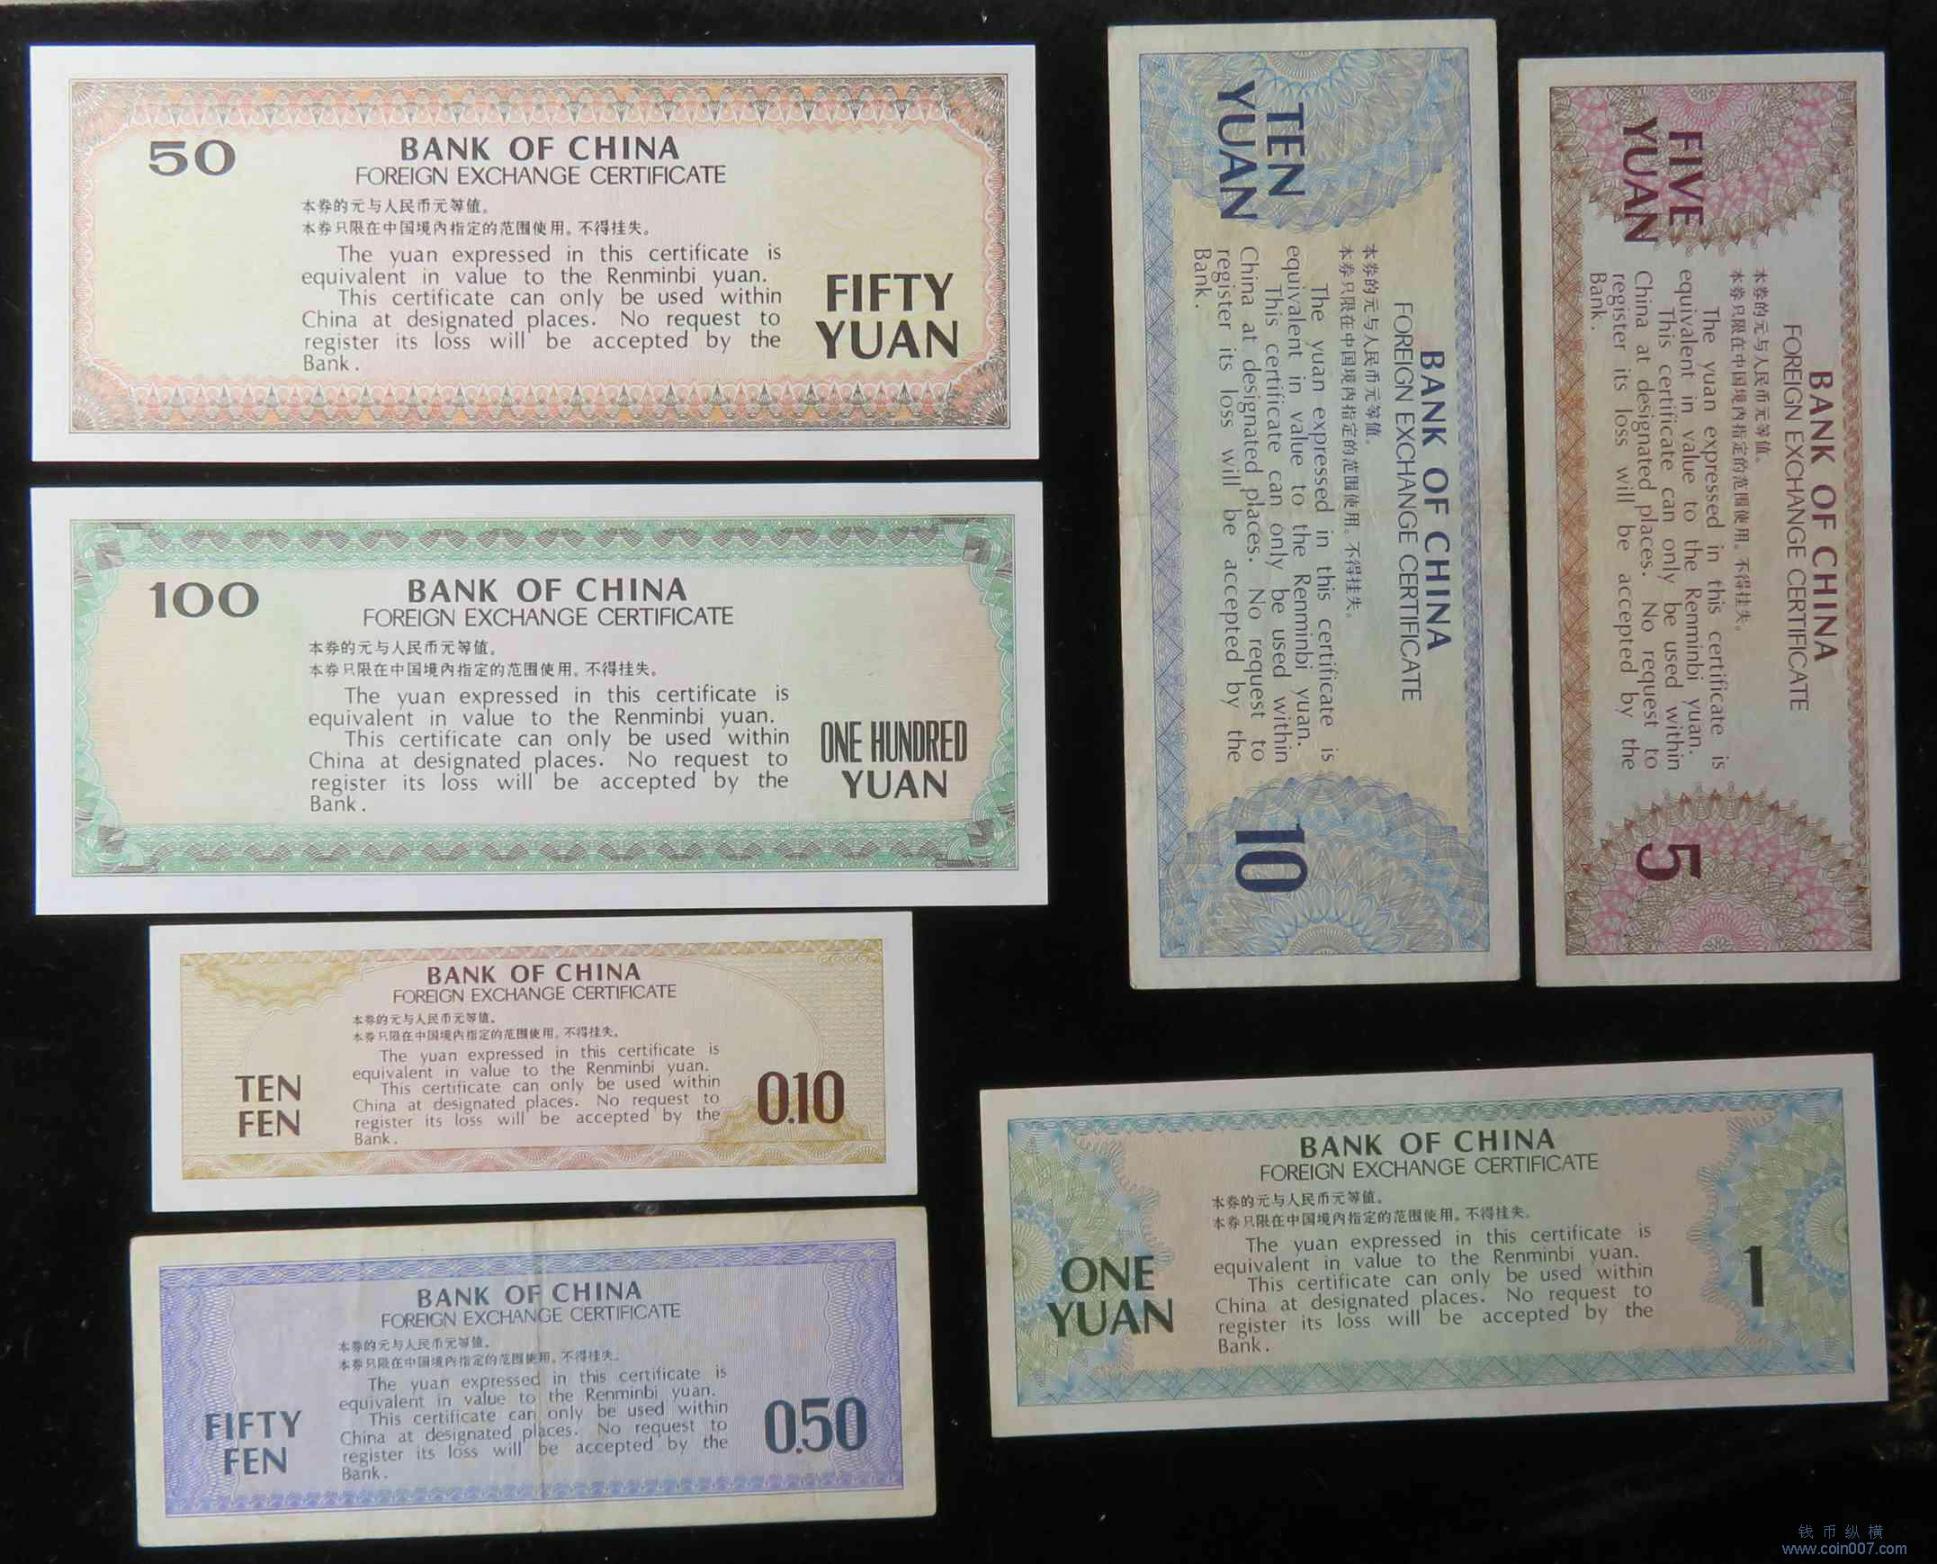 50
BANK OF CHINA
FOREIGN EXCHANGE CERTIFICATE
本券的元与人民币元等值。
本券只限在中国境内指定的范围使用。不得挂失。
The yuan expressed in this certificate is
equivalent in value to the Renminbi yuan.
This certificate can only be used within
China at designated places. No request to
register its loss will be accepted by the
Bank.
FIFTY
YUAN
100
BANK OF CHINA
FOREIGN EXCHANGE CERTIFICATE
本券的元与人民币元等值。
本券只限在中国境内指定的范围使用。不得挂失。
The yuan expressed in this certificate is
equivalent in value to the Renminbi yuan.
This certificate can only be used within
China at designated places. No request to
register its loss will be accepted by the
Bank.
ONE HUNDRED
YUAN
BANK OF CHINA
FOREIGN EXCHANGE CERTIFICATE
本券的元与人民币元等值。
本券只限在中国境内指定的范围使用。不得挂失。
The yuan expressed in this certificate is
equivalent in value to the Renminbi yuan.
This certificate can only be used within
China at designated places. No request to
register its loss will be accepted by the
Bank.
TEN
FEN
0.10
BANK OF CHINA
FOREIGN EXCHANGE CERTIFICATE
本券的元与人民币元等值。
本券只限在中国境内指定的范围使用。不得挂失。
The yuan expressed in this certificate is
equivalent in value to the Renminbi yuan.
This certificate can only be used within
China at designated places. No request to
register its loss will be accepted by the
Bank.
FIFTY
FEN
0.50
TEN
YUAN
BANK OF CHINA
FOREIGN EXCHANGE CERTIFICATE
本券的元与人民币元等值。
本券只限在中国境内指定的范围使用。不得挂失。
The yuan expressed in this certificate is
equivalent in value to the Renminbi yuan.
This certificate can only be used within
China at designated places. No request to
register its loss will be accepted by the
Bank.
10
FIVE
YUAN
BANK OF CHINA
FOREIGN EXCHANGE CERTIFICATE
本券的元与人民币元等值。
本券只限在中国境内指定的范围使用。不得挂失。
The yuan expressed in this certificate is
equivalent in value to the Renminbi yuan.
This certificate can only be used within
China at designated places. No request to
register its loss will be accepted by the
Bank.
5
BANK OF CHINA
FOREIGN EXCHANGE CERTIFICATE
本券的元与人民币元等值。
本券只限在中国境内指定的范围使用。不得挂失。
The yuan expressed in this certificate is
equivalent in value to the Renminbi yuan.
This certificate can only be used within
China at designated places. No request to
register its loss will be accepted by the
Bank.
ONE
YUAN
1
钱币纵横
www.coin007.com